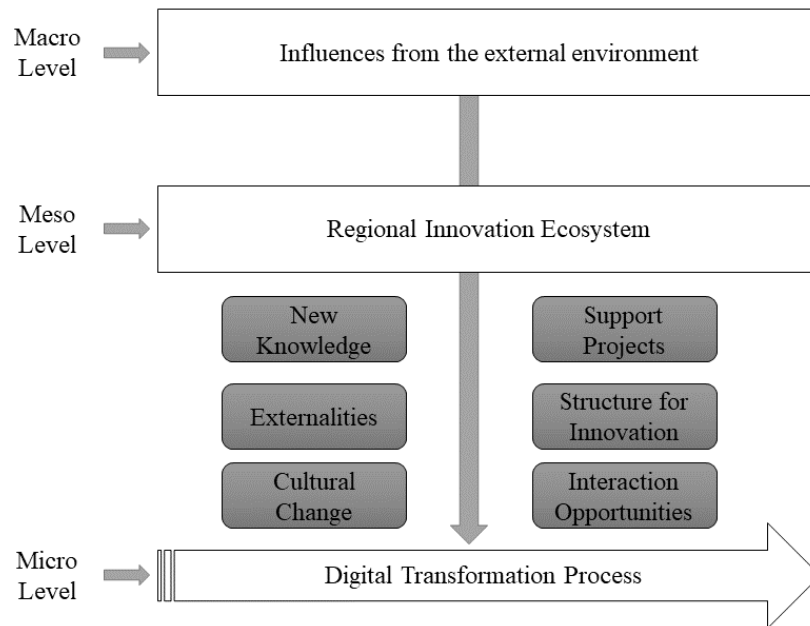 Macro
Level
Influences from the external environment
Meso
Level
Regional Innovation Ecosystem
New
Knowledge
Support
Projects
Externalities
Structure for
Innovation
Cultural
Change
Interaction
Opportunities
Micro
Level
Digital Transformation Process